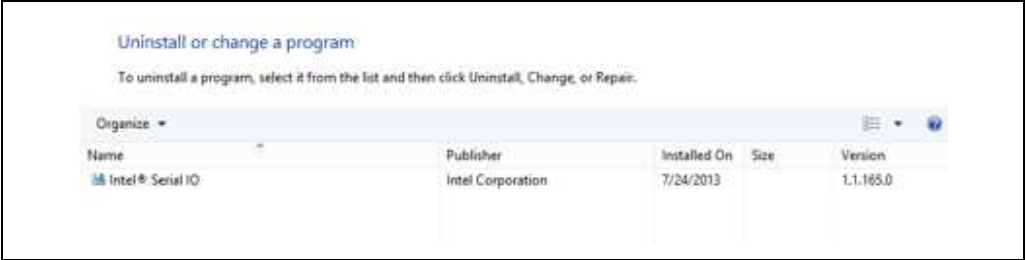 Uninstall or change a program
To uninstall a program, select it from the list and then click Uninstall, Change, or Repair.
Organize
Name Publisher Installed On Size Version
Intel® Serial IO Intel Corporation 7/24/2013 1.1.165.0